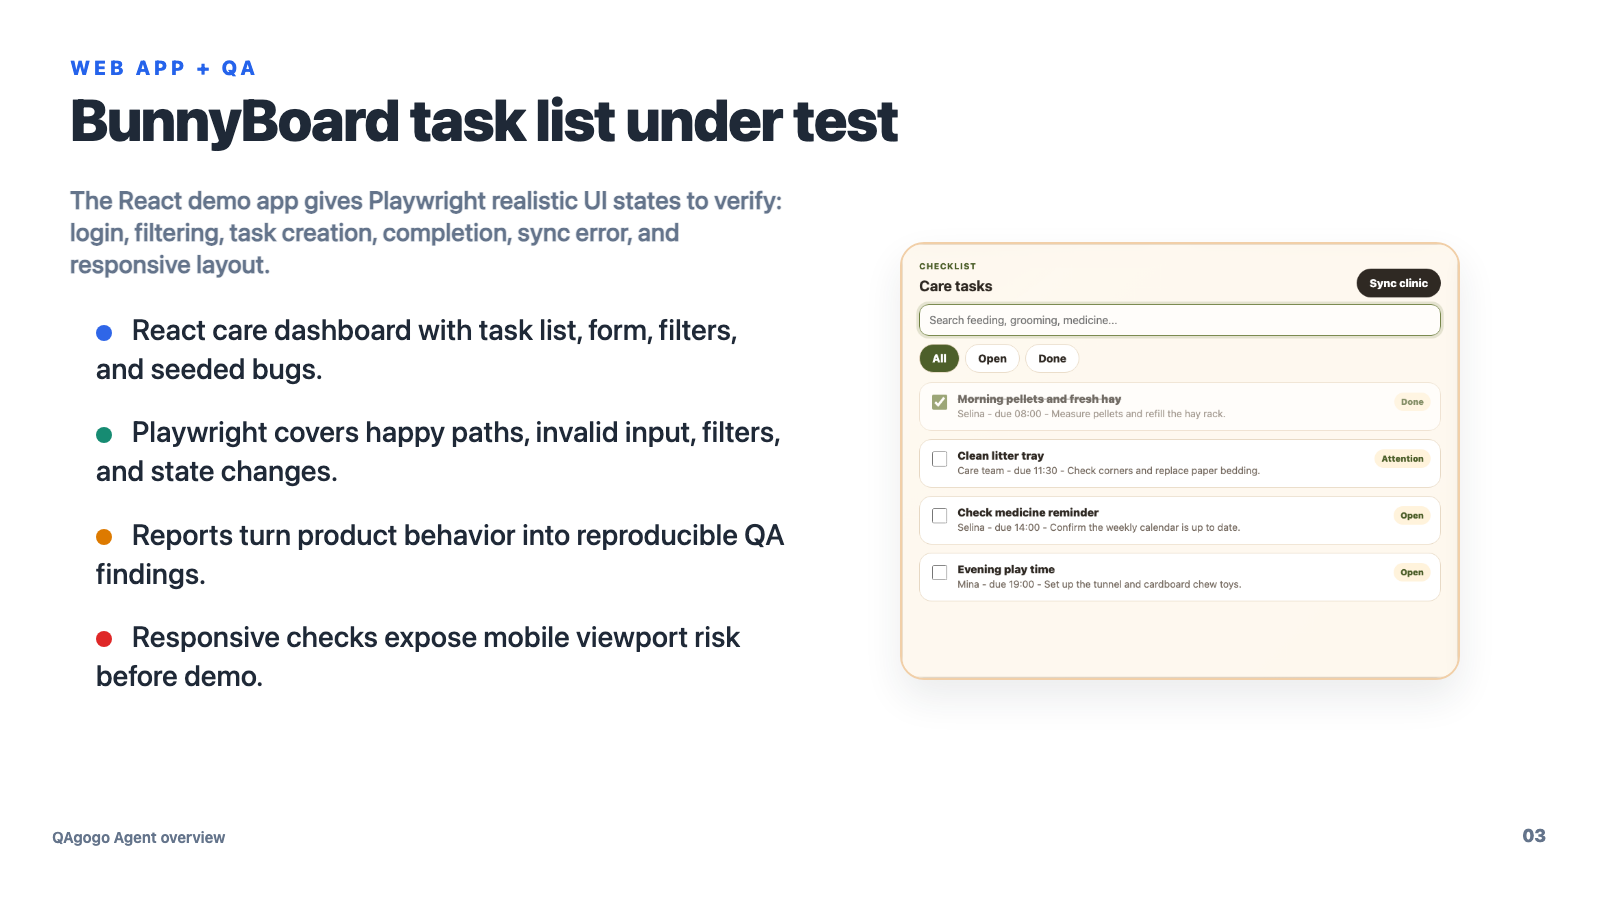 WEB APP + QA
BunnyBoard task list under test
The React demo app gives Playwright realistic UI states to verify:
login, filtering, task creation, completion, sync error, and
responsive layout.
React care dashboard with task list, form, filters,
and seeded bugs.
Playwright covers happy paths, invalid input, filters,
and state changes.
Reports turn product behavior into reproducible QA
findings.
Responsive checks expose mobile viewport risk
before demo.
CHECKLIST
Care tasks
Sync clinic
Search feeding, grooming, medicine...
All Open Done
Morning pellets and fresh hay
Done
Selina - due 08:00 - Measure pellets and refill the hay rack.
Clean litter tray
Attention
Care team - due 11:30 - Check corners and replace paper bedding.
Check medicine reminder
Open
Selina - due 14:00 - Confirm the weekly calendar is up to date.
Evening play time
Open
Mina - due 19:00 - Set up the tunnel and cardboard chew toys.
QAgogo Agent overview
03